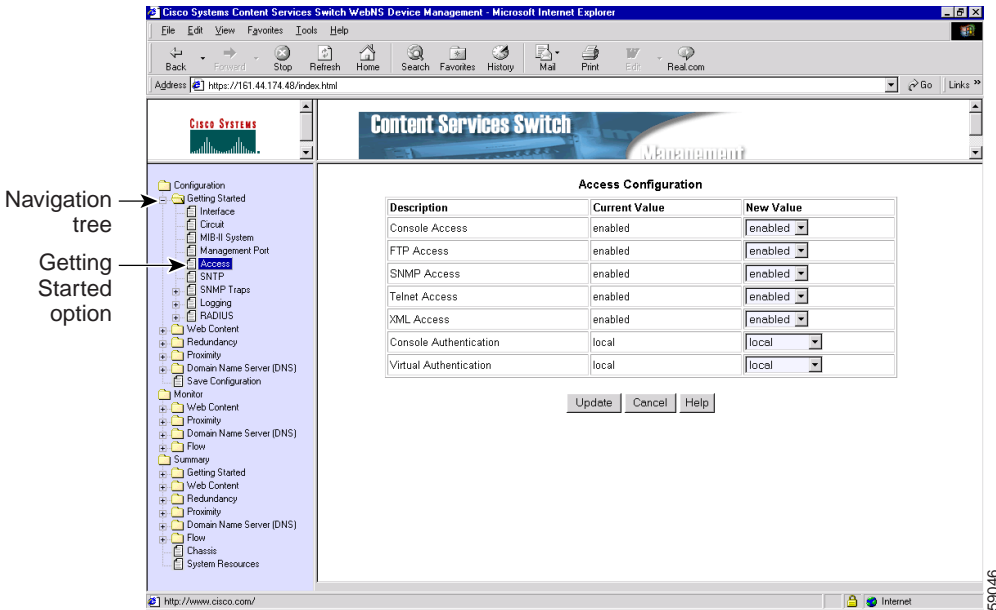 Cisco Systems Content Services Switch WebNS Device Management - Microsoft Internet Explorer
File Edit View Favorites Tools Help
Back Forward Stop Refresh Home Search Favorites History Mail Print Edit Real.com
Address https://161.44.174.48/index.html Go Links »
CISCO SYSTEMS
Content Services Switch
Management
Navigation tree
Getting Started option
Configuration
Getting Started
Interface
Circuit
MIB-II System
Management Port
Access
SNTP
SNMP Traps
Logging
RADIUS
Web Content
Redundancy
Proximity
Domain Name Server (DNS)
Save Configuration
Monitor
Web Content
Proximity
Domain Name Server (DNS)
Flow
Summary
Getting Started
Web Content
Redundancy
Proximity
Domain Name Server (DNS)
Flow
Chassis
System Resources
Access Configuration
Description Current Value New Value
Console Access enabled enabled
FTP Access enabled enabled
SNMP Access enabled enabled
Telnet Access enabled enabled
XML Access enabled enabled
Console Authentication local local
Virtual Authentication local local
Update Cancel Help
http://www.cisco.com/ Internet
59046